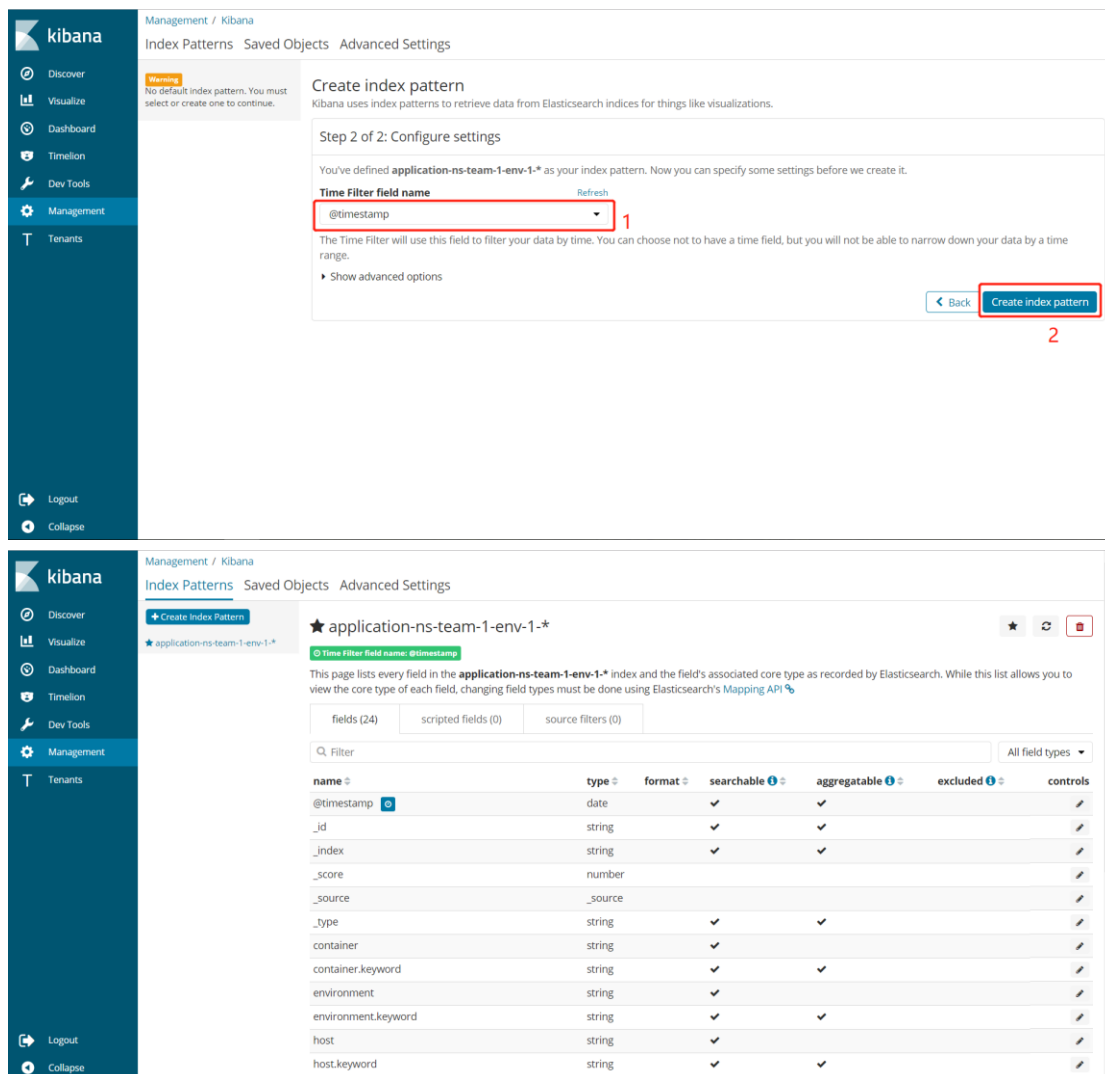 kibana
Discover
Visualize
Dashboard
Timelion
Dev Tools
Management
T Tenants
Logout
Collapse
Management / Kibana
Index Patterns Saved Objects Advanced Settings
Warning
No default index pattern. You must
select or create one to continue.
Create index pattern
Kibana uses index patterns to retrieve data from Elasticsearch indices for things like visualizations.
Step 2 of 2: Configure settings
You've defined application-ns-team-1-env-1-* as your index pattern. Now you can specify some settings before we create it.
Time Filter field name Refresh
@timestamp
1
The Time Filter will use this field to filter your data by time. You can choose not to have a time field, but you will not be able to narrow down your data by a time
range.
Show advanced options
Back Create index pattern
2
kibana
Discover
Visualize
Dashboard
Timelion
Dev Tools
Management
T Tenants
Logout
Collapse
Management / Kibana
Index Patterns Saved Objects Advanced Settings
Create Index Pattern
application-ns-team-1-env-1-*
application-ns-team-1-env-1-*
Time Filter field name: @timestamp
This page lists every field in the application-ns-team-1-env-1-* index and the field's associated core type as recorded by Elasticsearch. While this list allows you to
view the core type of each field, changing field types must be done using Elasticsearch's Mapping API
fields (24) scripted fields (0) source filters (0)
Filter All field types
name type format searchable aggregatable excluded controls
@timestamp date
_id string
_index string
_score number
_source _source
_type string
container string
container.keyword string
environment string
environment.keyword string
host string
host.keyword string